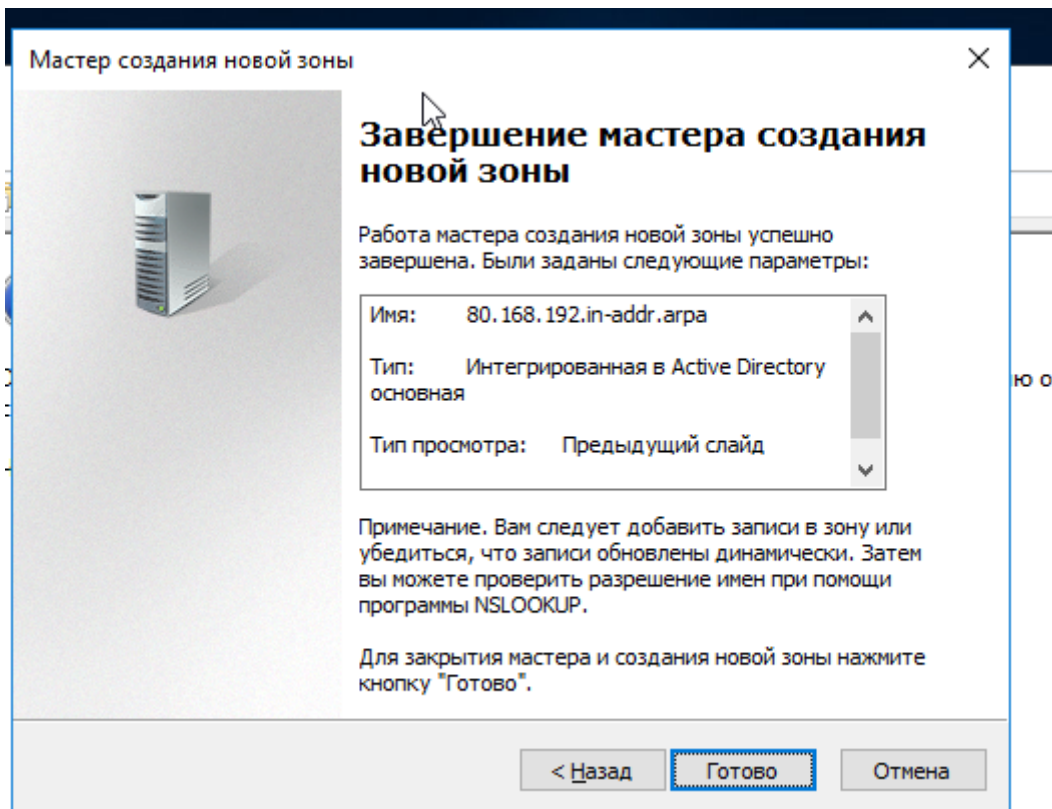 Мастер создания новой зоны
Завершение мастера создания
новой зоны
Работа мастера создания новой зоны успешно
завершена. Были заданы следующие параметры:
Имя: 80.168.192.in-addr.arpa
Тип: Интегрированная в Active Directory
основная
Тип просмотра: Предыдущий слайд
ю о
Примечание. Вам следует добавить записи в зону или
убедиться, что записи обновлены динамически. Затем
вы можете проверить разрешение имен при помощи
программы NSLOOKUP.
Для закрытия мастера и создания новой зоны нажмите
кнопку "Готово".
< Назад Готово Отмена